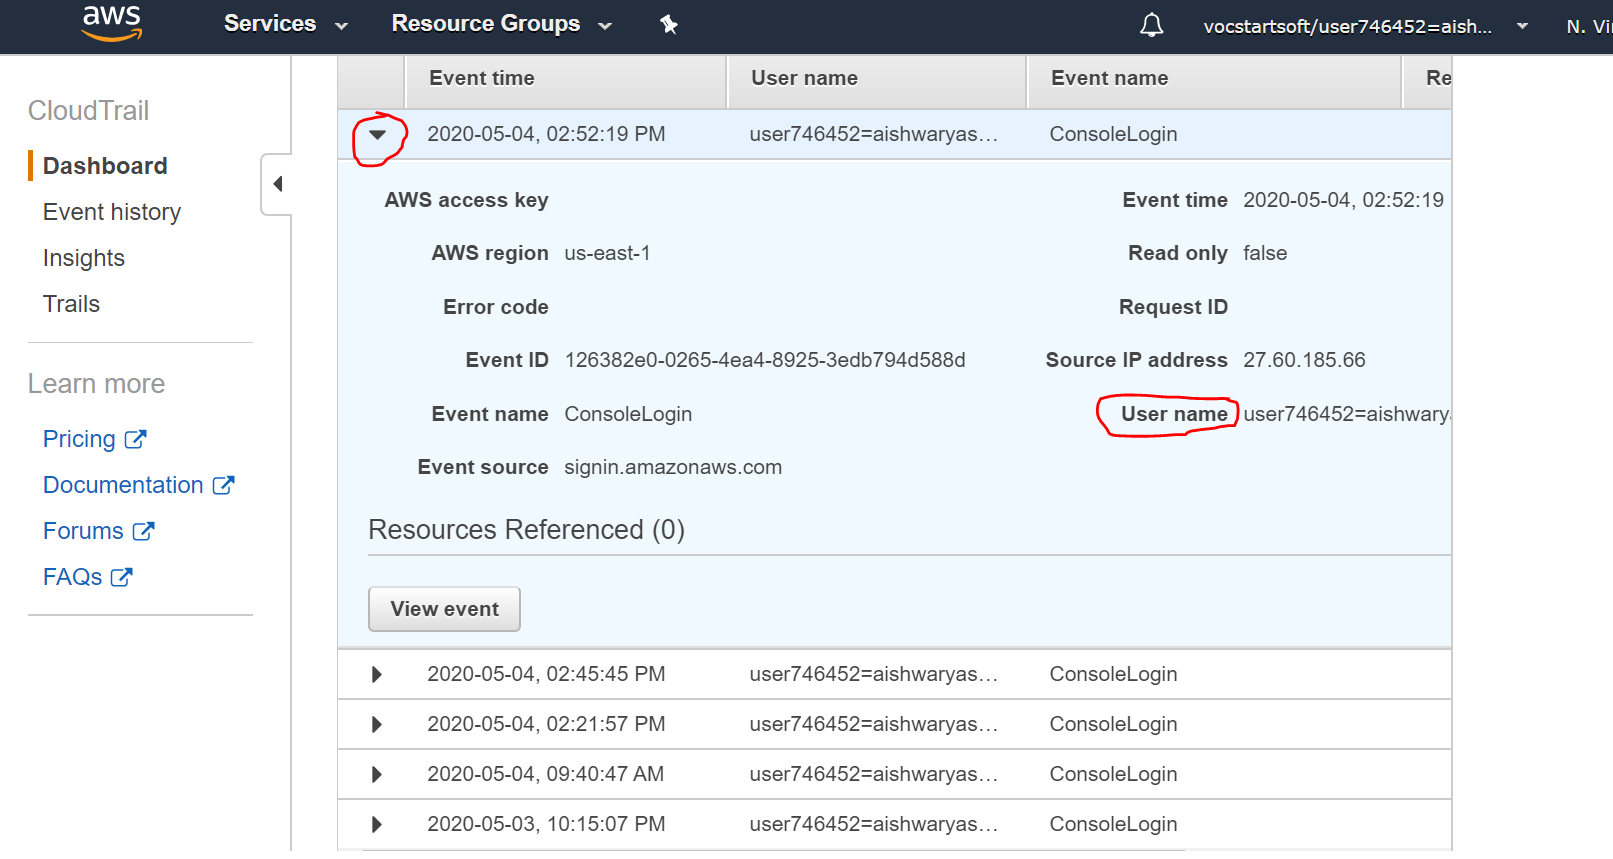 aws Services Resource Groups vocstartsoft/user746452=aish... N. Vi
CloudTrail
Dashboard
Event history
Insights
Trails
Learn more
Pricing
Documentation
Forums
FAQs
Event time User name Event name Re
2020-05-04, 02:52:19 PM user746452=aishwaryas... ConsoleLogin
AWS access key Event time 2020-05-04, 02:52:19
AWS region us-east-1 Read only false
Error code Request ID
Event ID 126382e0-0265-4ea4-8925-3edb794d588d Source IP address 27.60.185.66
Event name ConsoleLogin User name user746452=aishwarya
Event source signin.amazonaws.com
Resources Referenced (0)
View event
2020-05-04, 02:45:45 PM user746452=aishwaryas... ConsoleLogin
2020-05-04, 02:21:57 PM user746452=aishwaryas... ConsoleLogin
2020-05-04, 09:40:47 AM user746452=aishwaryas... ConsoleLogin
2020-05-03, 10:15:07 PM user746452=aishwaryas... ConsoleLogin